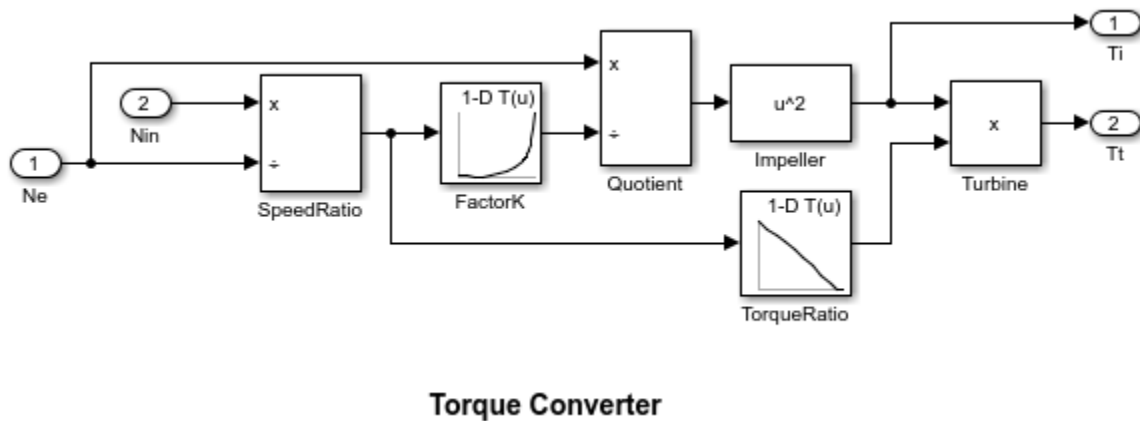 1
Ti
1-D T(u)
x
2
Nin
x
÷
SpeedRatio
1
Ne
1-D T(u)
FactorK
x
÷
Quotient
u^2
Impeller
x
Turbine
2
Tt
TorqueRatio
Torque Converter